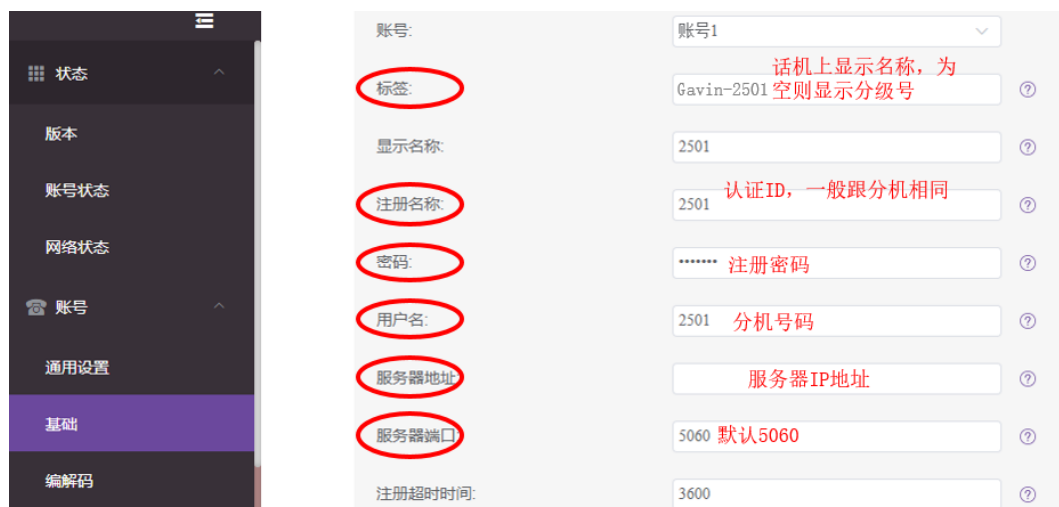 状态
版本
账号状态
网络状态
账号
通用设置
基础
编解码
账号: 账号1
话机上显示名称，为
标签: Gavin-2501 空则显示分级号
显示名称: 2501
认证ID，一般跟分机相同
注册名称: 2501
密码: ••••••• 注册密码
用户名: 2501 分机号码
服务器地址: 服务器IP地址
服务器端口: 5060 默认5060
注册超时时间: 3600